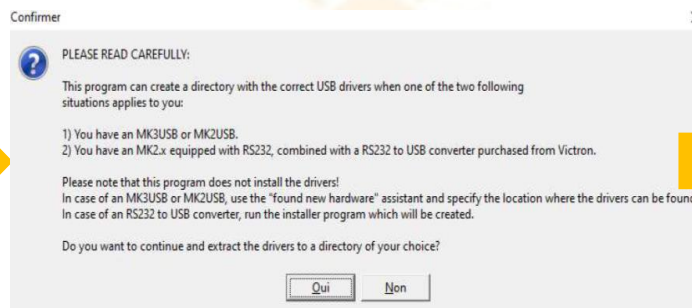 Confirmer
PLEASE READ CAREFULLY:
This program can create a directory with the correct USB drivers when one of the two following
situations applies to you:
1) You have an MK3USB or MK2USB.
2) You have an MK2.x equipped with RS232, combined with a RS232 to USB converter purchased from Victron.
Please note that this program does not install the drivers!
In case of an MK3USB or MK2USB, use the "found new hardware" assistant and specify the location where the drivers can be found
In case of an RS232 to USB converter, run the installer program which will be created.
Do you want to continue and extract the drivers to a directory of your choice?
Oui
Non